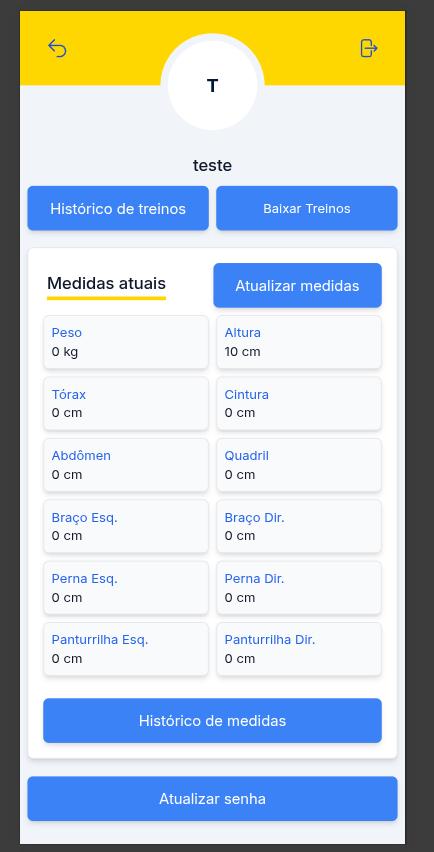 T
teste
Histórico de treinos
Baixar Treinos
Medidas atuais
Atualizar medidas
Peso
0 kg
Altura
10 cm
Tórax
0 cm
Cintura
0 cm
Abdômen
0 cm
Quadril
0 cm
Braço Esq.
0 cm
Braço Dir.
0 cm
Perna Esq.
0 cm
Perna Dir.
0 cm
Panturrilha Esq.
0 cm
Panturrilha Dir.
0 cm
Histórico de medidas
Atualizar senha